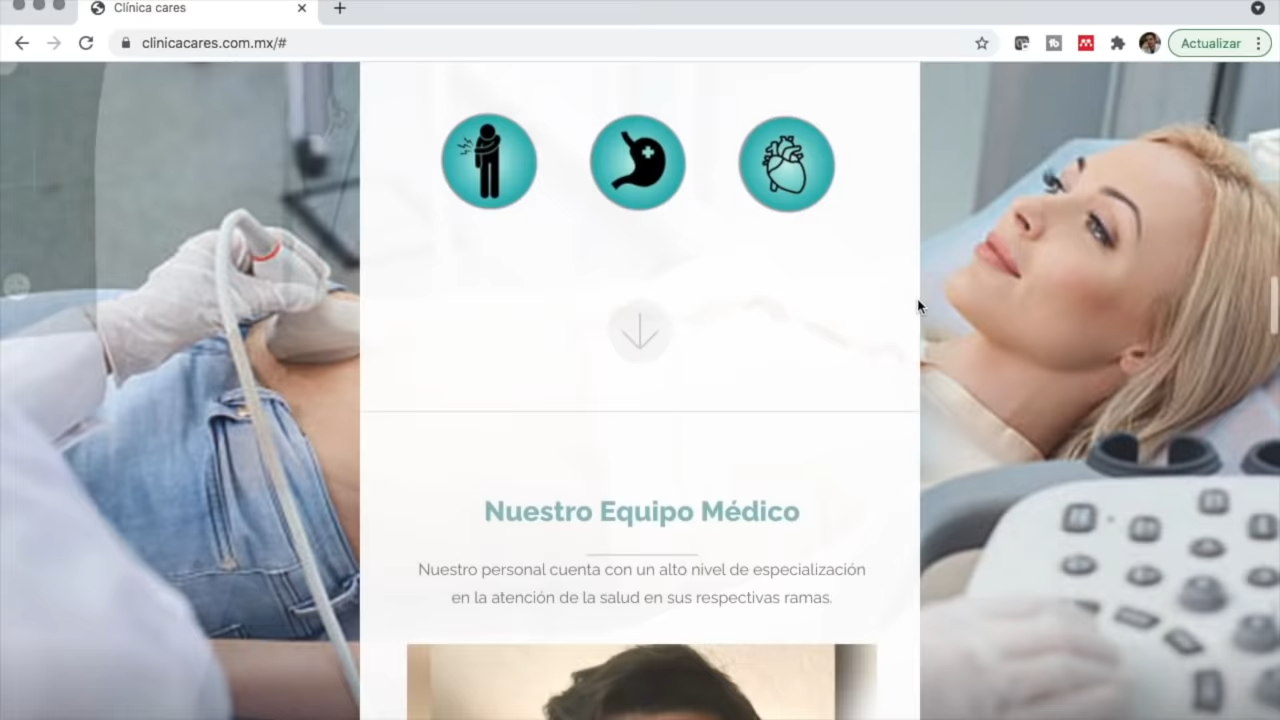 Clínica cares
clinicacares.com.mx/#
Actualizar
Nuestro Equipo Médico
Nuestro personal cuenta con un alto nivel de especialización
en la atención de la salud en sus respectivas ramas.